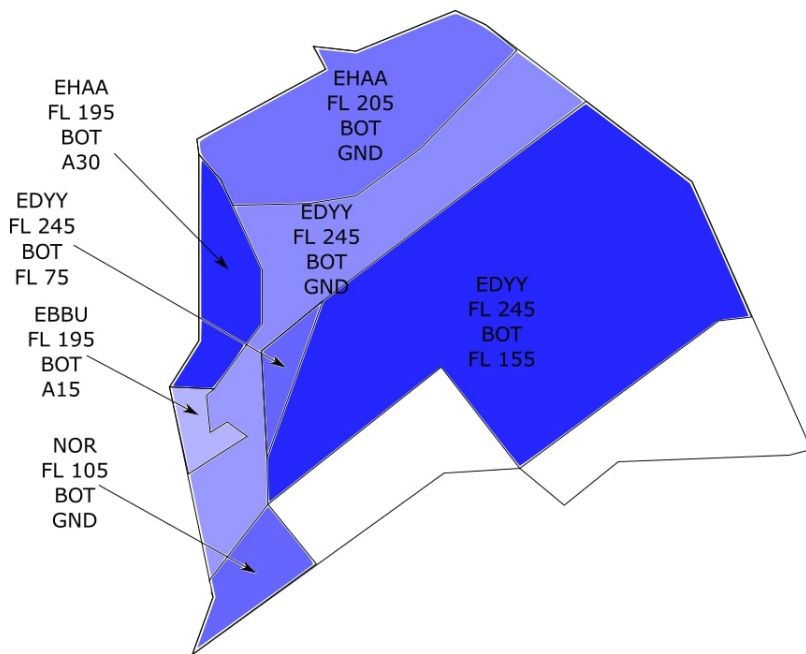 EHAA
FL 205
BOT
GND
EHAA
FL 195
BOT
A30
EDYY
FL 245
BOT
FL 75
EDYY
FL 245
BOT
GND
EDYY
FL 245
BOT
FL 155
EBBU
FL 195
BOT
A15
NOR
FL 105
BOT
GND